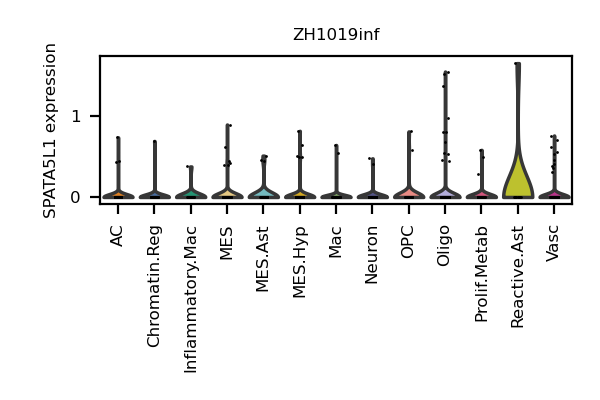 ZH1019inf
SPATA5L1 expression
1
0
AC
Chromatin.Reg
Inflammatory.Mac
MES
MES.Ast
MES.Hyp
Mac
Neuron
OPC
Oligo
Prolif.Metab
Reactive.Ast
Vasc